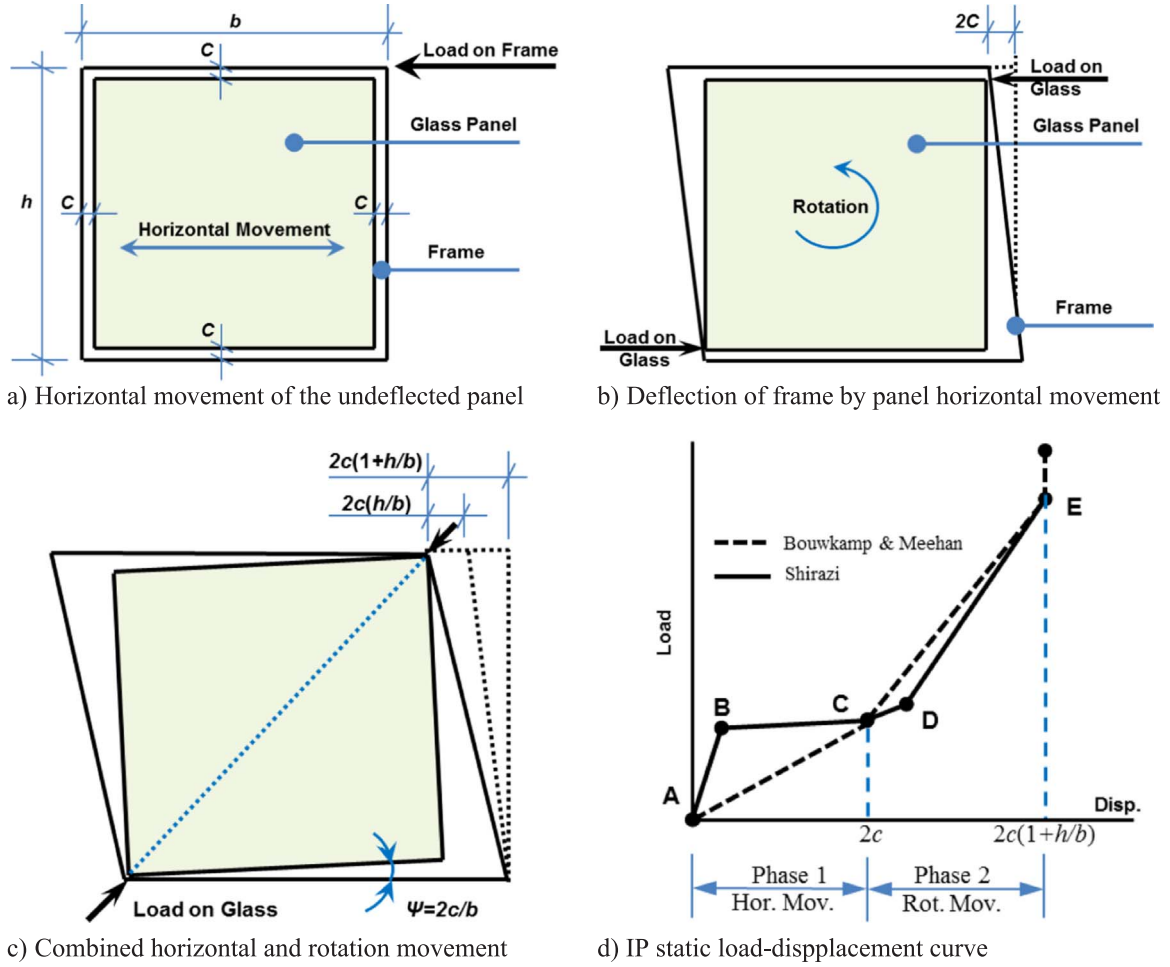 b
C
Load on Frame
Glass Panel
h
C
C
Horizontal Movement
Frame
C
a) Horizontal movement of the undeflected panel
2C
Load on
Glass
Glass Panel
Rotation
Frame
Load on
Glass
b) Deflection of frame by panel horizontal movement
2c(1+h/b)
2c(h/b)
Load on Glass
Ψ=2c/b
c) Combined horizontal and rotation movement
Load
E
Bouwkamp & Meehan
Shirazi
B
C
D
A
Disp.
2c
2c(1+h/b)
Phase 1
Hor. Mov.
Phase 2
Rot. Mov.
d) IP static load-dispplacement curve